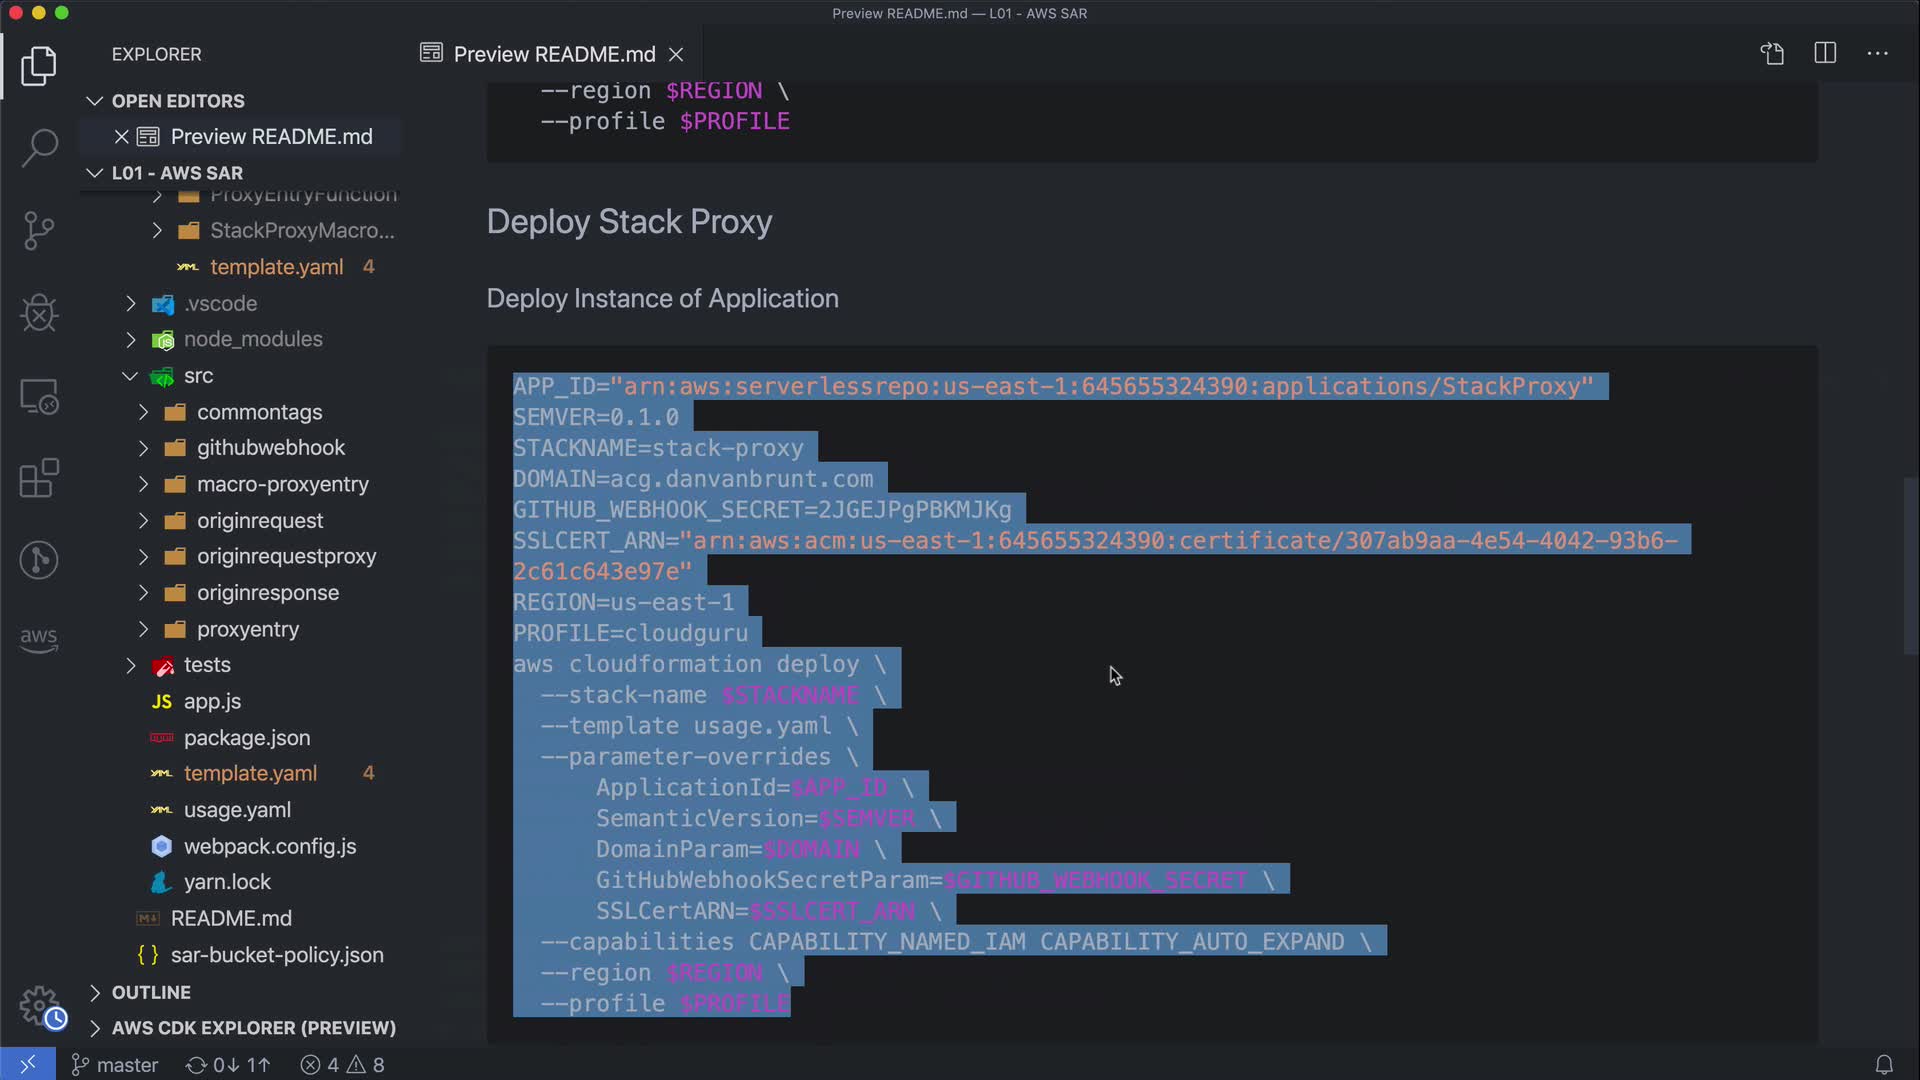 Preview README.md — L01 - AWS SAR
EXPLORER
Preview README.md
OPEN EDITORS
Preview README.md
L01 - AWS SAR
ProxyEntryFunction
StackProxyMacro...
template.yaml 4
.vscode
node_modules
src
commontags
githubwebhook
macro-proxyentry
originrequest
originrequestproxy
originresponse
proxyentry
tests
JS app.js
package.json
template.yaml 4
usage.yaml
webpack.config.js
yarn.lock
README.md
{ } sar-bucket-policy.json
OUTLINE
AWS CDK EXPLORER (PREVIEW)
aws
--region $REGION \
--profile $PROFILE
Deploy Stack Proxy
Deploy Instance of Application
APP_ID="arn:aws:serverlessrepo:us-east-1:645655324390:applications/StackProxy"
SEMVER=0.1.0
STACKNAME=stack-proxy
DOMAIN=acg.danvanbrunt.com
GITHUB_WEBHOOK_SECRET=2JGEJPgPBKMJKg
SSLCERT_ARN="arn:aws:acm:us-east-1:645655324390:certificate/307ab9aa-4e54-4042-93b6-
2c61c643e97e"
REGION=us-east-1
PROFILE=cloudguru
aws cloudformation deploy \
--stack-name $STACKNAME \
--template usage.yaml \
--parameter-overrides \
ApplicationId=$APP_ID \
SemanticVersion=$SEMVER \
DomainParam=$DOMAIN \
GitHubWebhookSecretParam=$GITHUB_WEBHOOK_SECRET \
SSLCertARN=$SSLCERT_ARN \
--capabilities CAPABILITY_NAMED_IAM CAPABILITY_AUTO_EXPAND \
--region $REGION \
--profile $PROFILE
master 0↓ 1↑ 4 8